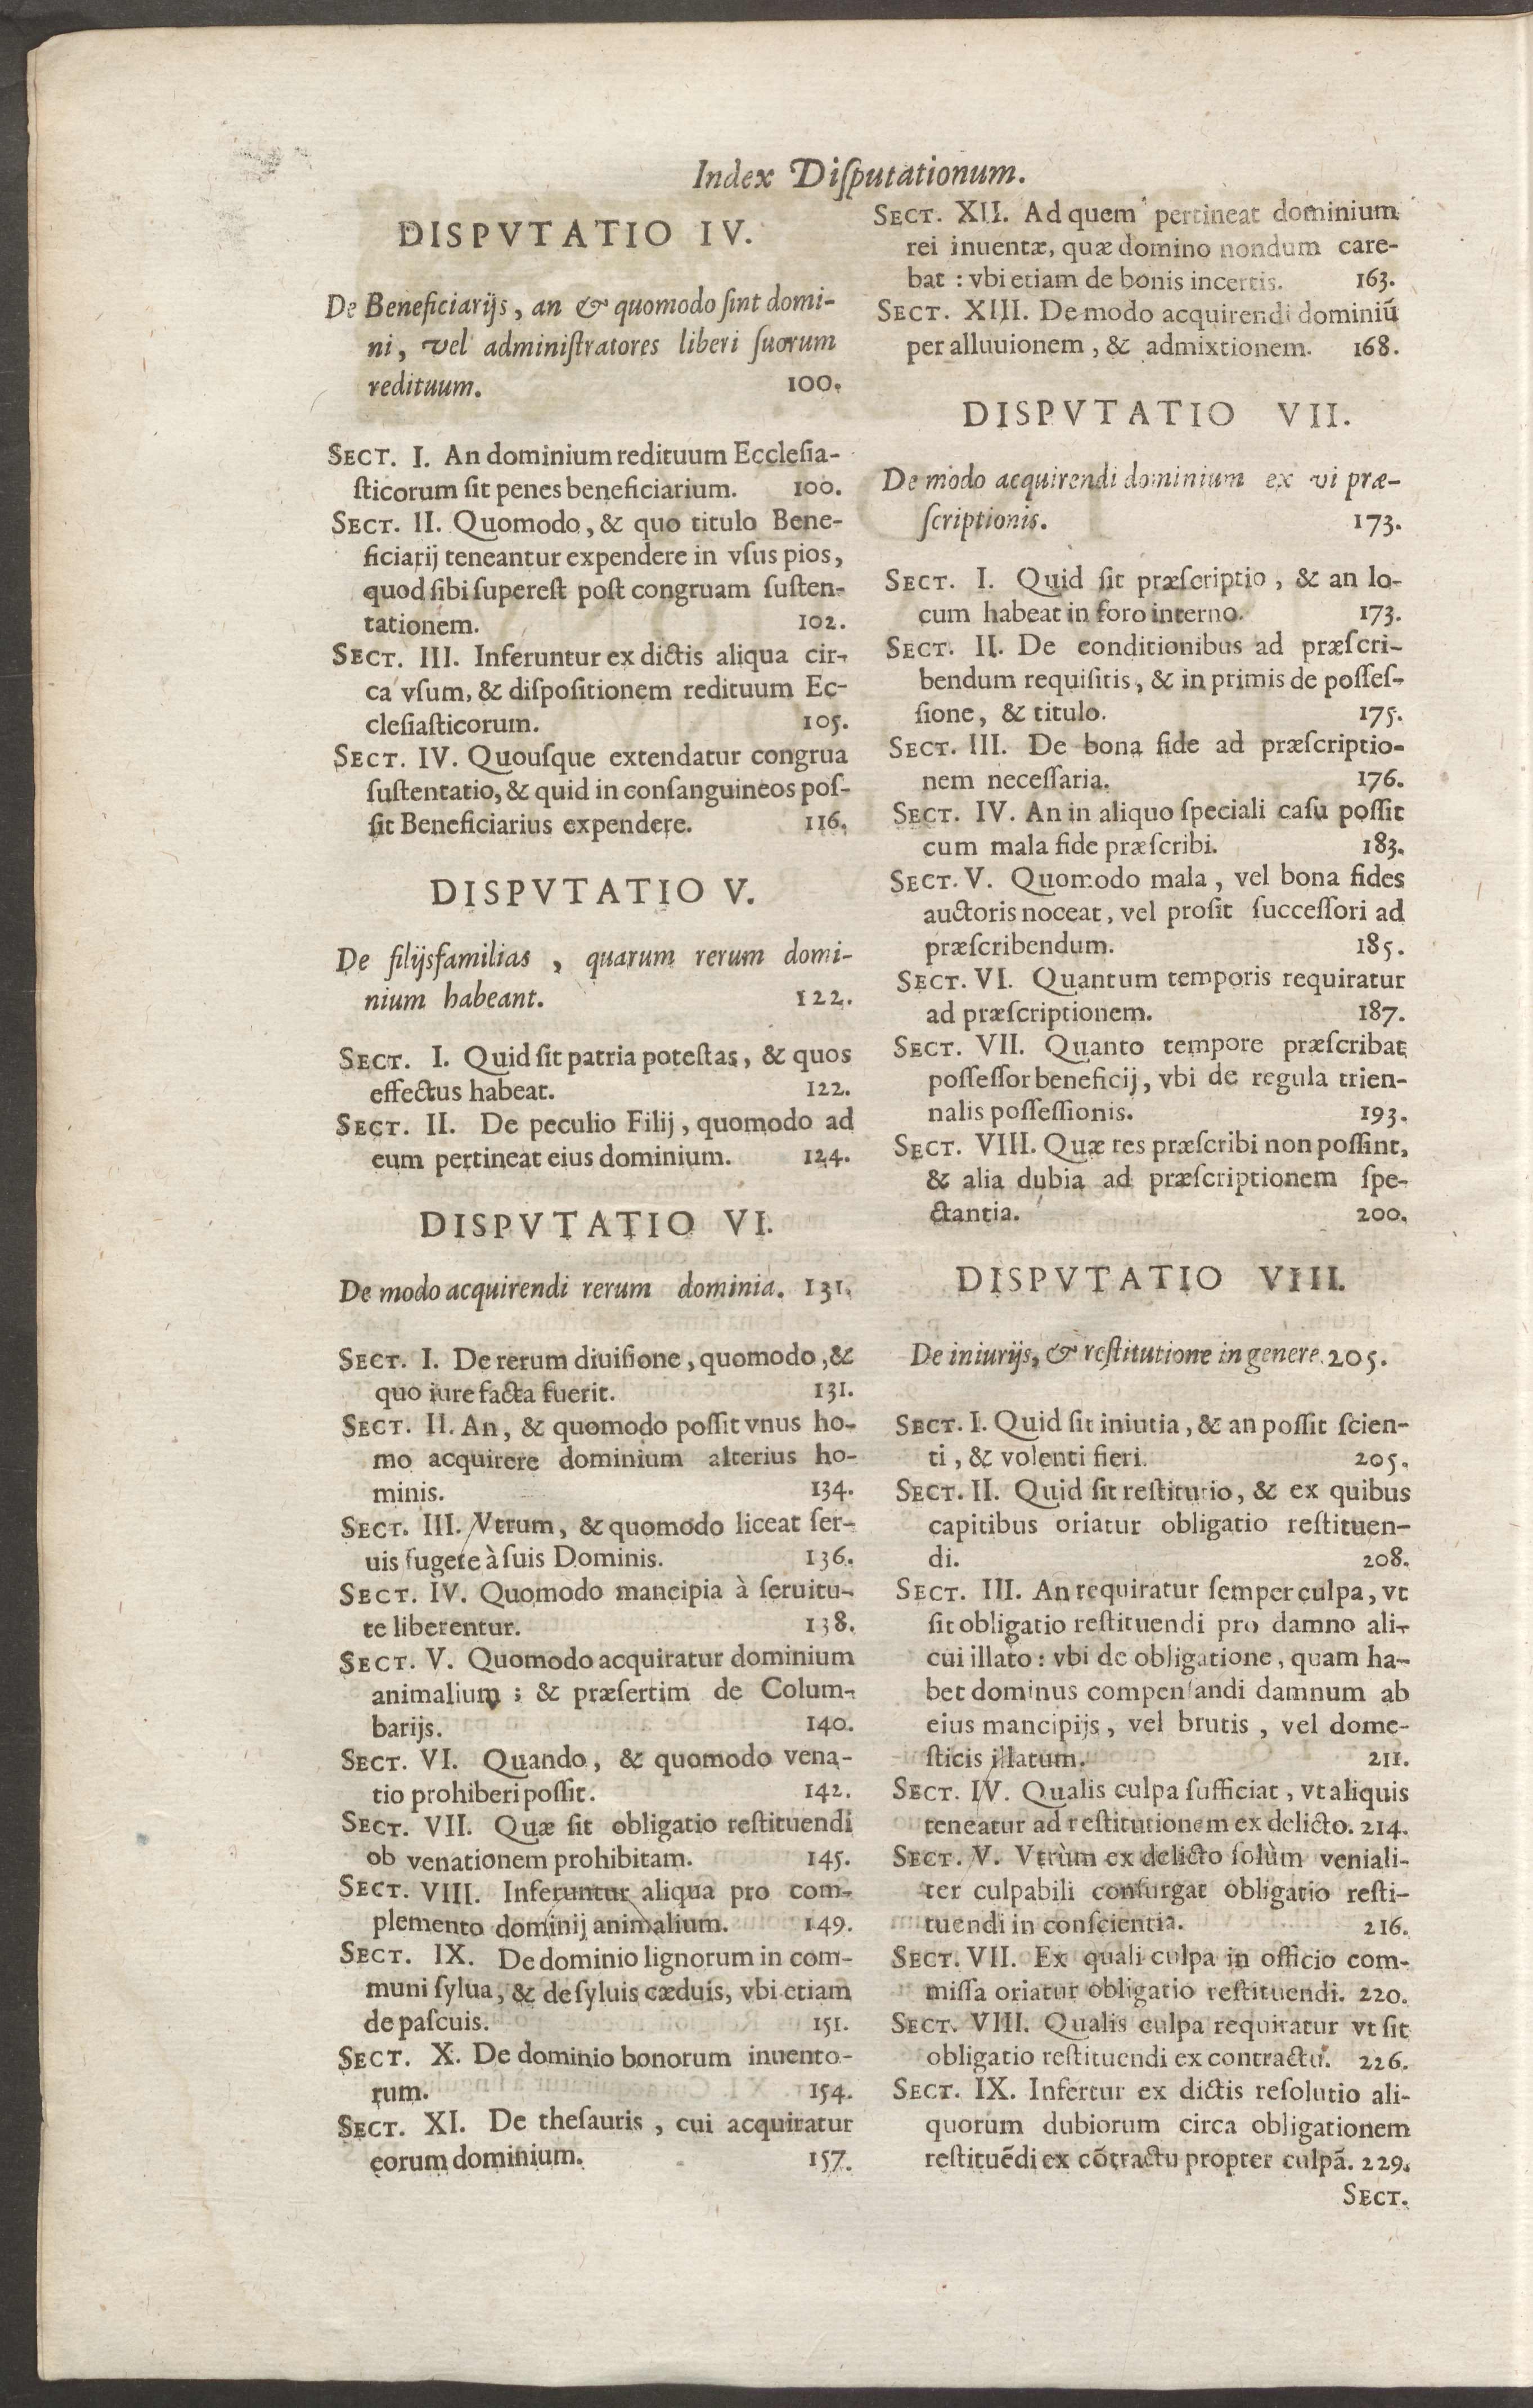 Index Diſputationum.
DISPVTATIO IV.
De Beneficiarijs, an & quomodo ſint domi-
ni, vel adminiſtratores liberi ſuorum
redituum. 100.
SECT. I. An dominium redituum Eccleſia-
ſticorum ſit penes beneficiarium. 100.
SECT. II. Quomodo, & quo titulo Bene-
ficiarij teneantur expendere in vſus pios,
quod ſibi ſupereſt poſt congruam ſuſten-
tationem. 102.
SECT. III. Inferuntur ex dictis aliqua cir-
ca vſum, & diſpoſitionem redituum Ec-
cleſiaſticorum. 105.
SECT. IV. Quouſque extendatur congrua
ſuſtentatio, & quid in conſanguineos poſ-
ſit Beneficiarius expendere. 116.
DISPVTATIO V.
De filijsfamilias, quarum rerum domi-
nium habeant. 122.
SECT. I. Quid ſit patria poteſtas, & quos
effectus habeat. 122.
SECT. II. De peculio Filij, quomodo ad
eum pertineat eius dominium. 124.
DISPVTATIO VI.
De modo acquirendi rerum dominia. 131.
SECT. I. De rerum diuiſione, quomodo, &
quo iure facta fuerit. 131.
SECT. II. An, & quomodo poſſit vnus ho-
mo acquirere dominium alterius ho-
minis. 134.
SECT. III. Vtrum, & quomodo liceat ſer-
uis fugere à ſuis Dominis. 136.
SECT. IV. Quomodo mancipia à ſeruitu-
te liberentur. 138.
SECT. V. Quomodo acquiratur dominium
animalium; & præſertim de Colum-
barijs. 140.
SECT. VI. Quando, & quomodo vena-
tio prohiberi poſſit. 142.
SECT. VII. Quæ ſit obligatio reſtituendi
ob venationem prohibitam. 145.
SECT. VIII. Inferuntur aliqua pro com-
plemento dominij animalium. 149.
SECT. IX. De dominio lignorum in com-
muni ſylua, & de ſyluis cæduis, vbi etiam
de paſcuis. 151.
SECT. X. De dominio bonorum inuento-
rum. 154.
SECT. XI. De theſauris, cui acquiratur
eorum dominium. 157.
SECT. XII. Ad quem pertineat dominium
rei inuentæ, quæ domino nondum care-
bat : vbi etiam de bonis incertis. 163.
SECT. XIII. De modo acquirendi dominiū
per alluuionem, & admixtionem. 168.
DISPVTATIO VII.
De modo acquirendi dominium ex vi præ-
ſcriptionis. 173.
SECT. I. Quid ſit præſcriptio, & an lo-
cum habeat in foro interno. 173.
SECT. II. De conditionibus ad præſcri-
bendum requiſitis, & in primis de poſſeſ-
ſione, & titulo. 175.
SECT. III. De bona fide ad præſcriptio-
nem neceſſaria. 176.
SECT. IV. An in aliquo ſpeciali caſu poſſit
cum mala fide præſcribi. 183.
SECT. V. Quomodo mala, vel bona fides
auctoris noceat, vel proſit ſucceſſori ad
præſcribendum. 185.
SECT. VI. Quantum temporis requiratur
ad præſcriptionem. 187.
SECT. VII. Quanto tempore præſcribat
poſſeſſor beneficij, vbi de regula trien-
nalis poſſeſſionis. 193.
SECT. VIII. Quæ res præſcribi non poſſint,
& alia dubia ad præſcriptionem ſpe-
ctantia. 200.
DISPVTATIO VIII.
De iniurijs, & reſtitutione in genere. 205.
SECT. I. Quid ſit iniuria, & an poſſit ſcien-
ti, & volenti fieri. 205.
SECT. II. Quid ſit reſtitutio, & ex quibus
capitibus oriatur obligatio reſtituen-
di. 208.
SECT. III. An requiratur ſemper culpa, vt
ſit obligatio reſtituendi pro damno ali-
cui illato : vbi de obligatione, quam ha-
bet dominus compenſandi damnum ab
eius mancipijs, vel brutis, vel dome-
ſticis illatum. 211.
SECT. IV. Qualis culpa ſufficiat, vt aliquis
teneatur ad reſtitutionem ex delicto. 214.
SECT. V. Vtrùm ex delicto ſolùm veniali-
ter culpabili conſurgat obligatio reſti-
tuendi in conſcientia. 216.
SECT. VII. Ex quali culpa in officio com-
miſſa oriatur obligatio reſtituendi. 220.
SECT. VIII. Qualis culpa requiratur vt ſit
obligatio reſtituendi ex contractu. 226.
SECT. IX. Infertur ex dictis reſolutio ali-
quorum dubiorum circa obligationem
reſtituēdi ex cōtractu propter culpā. 229.
SECT.